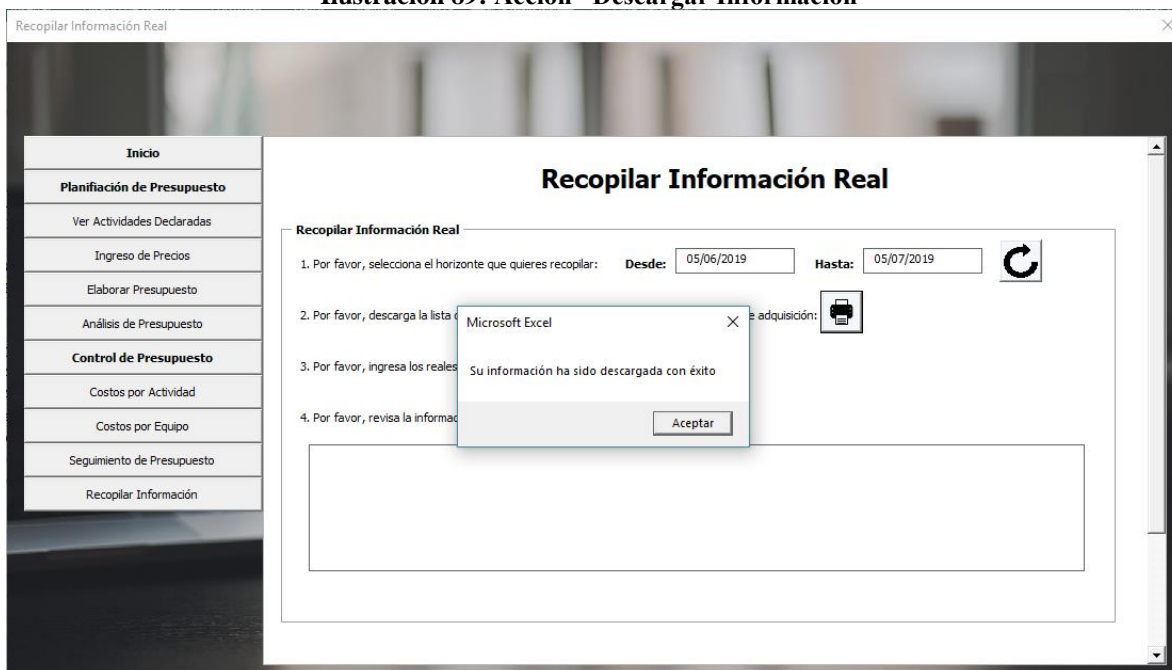 Ilustración 89: Acción - Descargar Información
Recopilar Información Real
Inicio
Planifiación de Presupuesto
Ver Actividades Declaradas
Ingreso de Precios
Elaborar Presupuesto
Análisis de Presupuesto
Control de Presupuesto
Costos por Actividad
Costos por Equipo
Seguimiento de Presupuesto
Recopilar Información
Recopilar Información Real
Recopilar Información Real
1. Por favor, selecciona el horizonte que quieres recopilar: Desde: 05/06/2019 Hasta: 05/07/2019
2. Por favor, descarga la lista adquisición:
3. Por favor, ingresa los reales
4. Por favor, revisa la
Microsoft Excel
Su información ha sido descargada con éxito
Aceptar